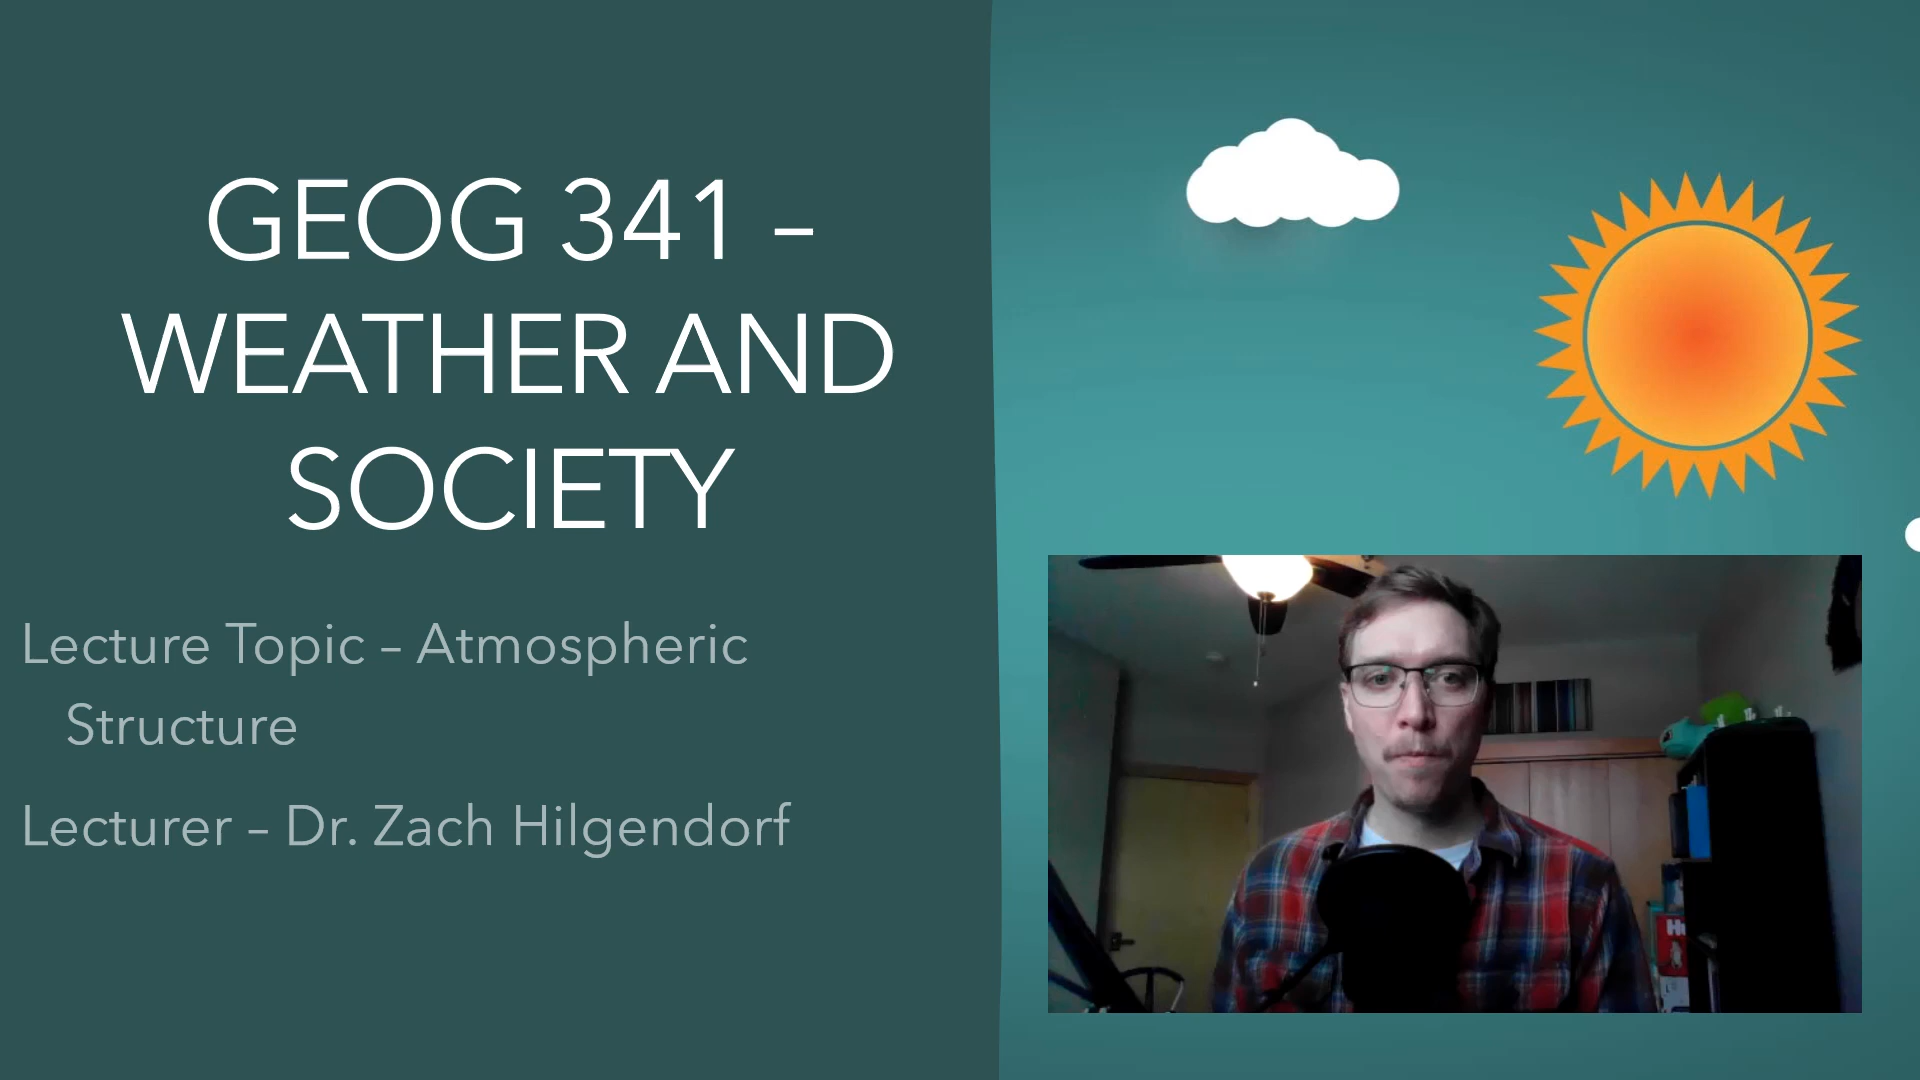 GEOG 341 –
WEATHER AND
SOCIETY
Lecture Topic – Atmospheric
Structure
Lecturer – Dr. Zach Hilgendorf